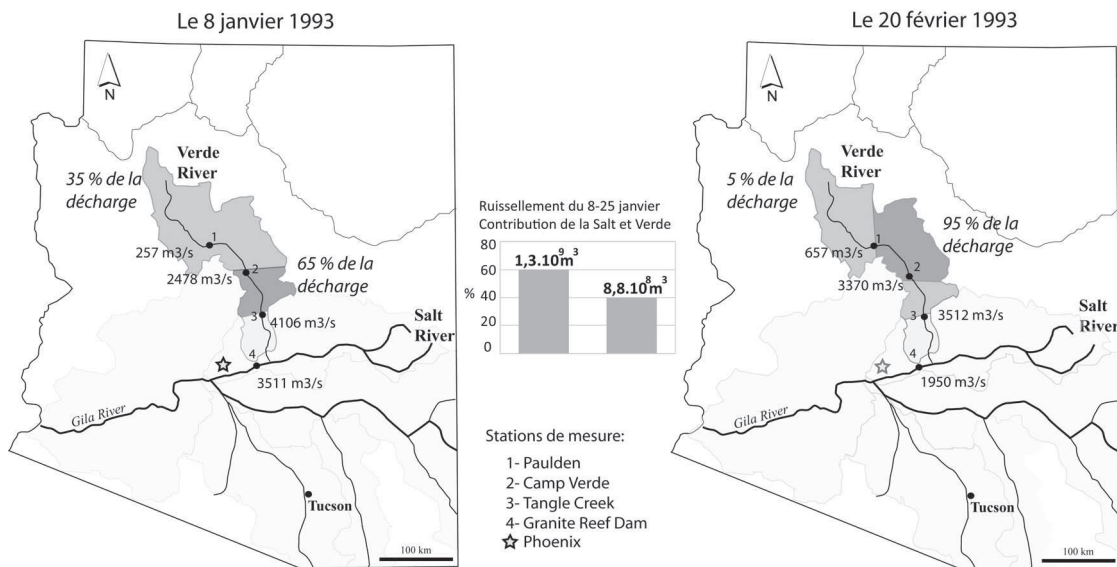 Le 8 janvier 1993
N
Verde
River
35 % de la
décharge
1
257 m3/s
2
2478 m3/s
65 % de la
décharge
3
4106 m3/s
Salt
River
4
3511 m3/s
Gila River
Tucson
100 km
Ruissellement du 8-25 janvier
Contribution de la Salt et Verde
80
60
%
40
20
0
1,3.10⁹m³
8,8.10⁸m³
Stations de mesure:
1- Paulden
2- Camp Verde
3- Tangle Creek
4- Granite Reef Dam
Phoenix
Le 20 février 1993
N
Verde
River
5 % de la
décharge
95 % de
la décharge
1
657 m3/s
2
3370 m3/s
3
3512 m3/s
Salt
River
4
1950 m3/s
Gila River
Tucson
100 km